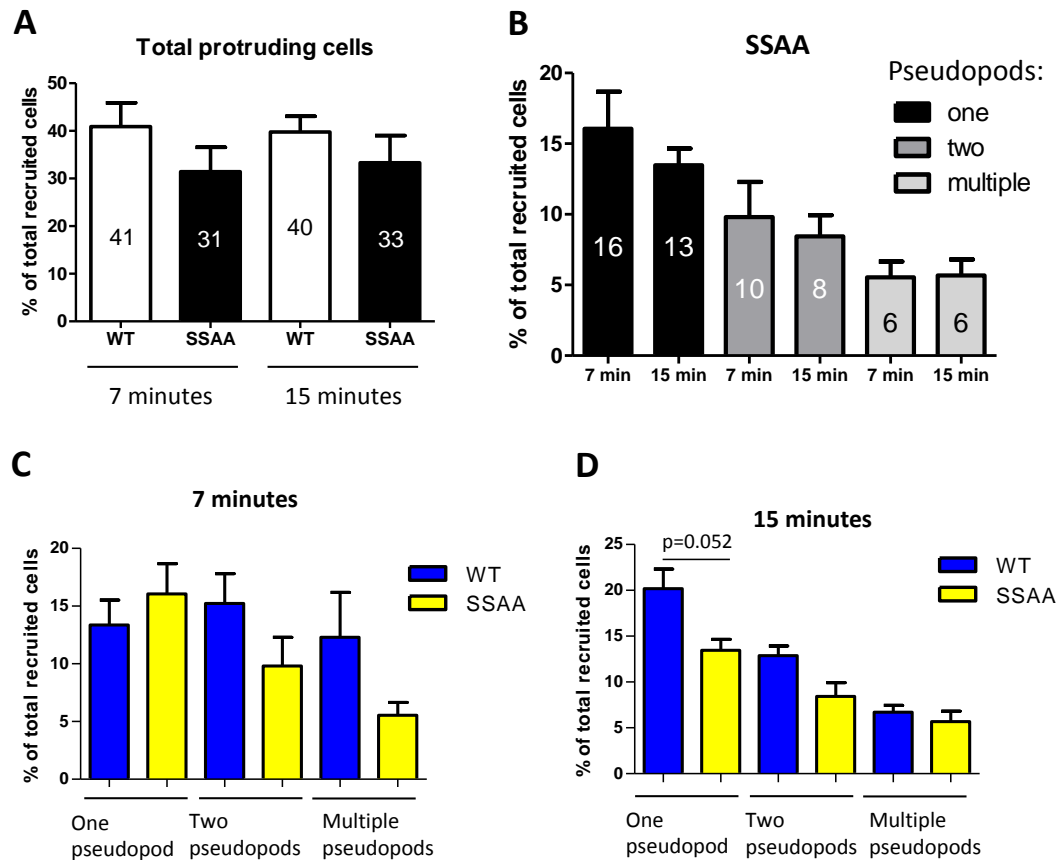 A
Total protruding cells
% of total recruited cells
50
40
30
20
10
0
41
31
40
33
WT
SSAA
WT
SSAA
7 minutes
15 minutes
B
SSAA
% of total recruited cells
20
15
10
5
0
16
13
10
8
6
6
7 min
15 min
7 min
15 min
7 min
15 min
Pseudopods:
one
two
multiple
C
7 minutes
% of total recruited cells
20
15
10
5
0
WT
SSAA
One
pseudopod
Two
pseudopods
Multiple
pseudopods
D
15 minutes
% of total recruited cells
25
20
15
10
5
0
p=0.052
WT
SSAA
One
pseudopod
Two
pseudopods
Multiple
pseudopods